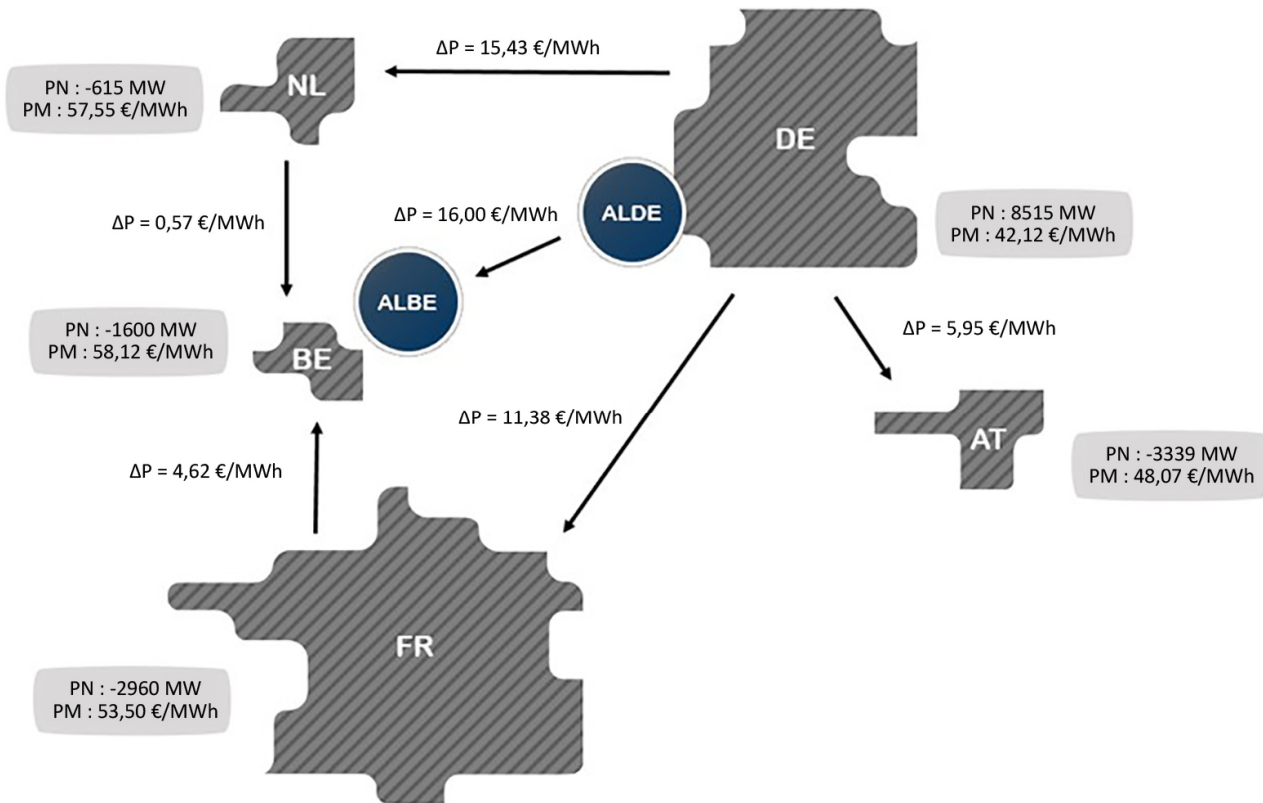 ΔP = 15,43 €/MWh
NL
PN : -615 MW
PM : 57,55 €/MWh
DE
ALDE
ΔP = 16,00 €/MWh
ΔP = 0,57 €/MWh
PN : 8515 MW
PM : 42,12 €/MWh
ALBE
PN : -1600 MW
PM : 58,12 €/MWh
BE
ΔP = 5,95 €/MWh
ΔP = 11,38 €/MWh
AT
ΔP = 4,62 €/MWh
PN : -3339 MW
PM : 48,07 €/MWh
FR
PN : -2960 MW
PM : 53,50 €/MWh